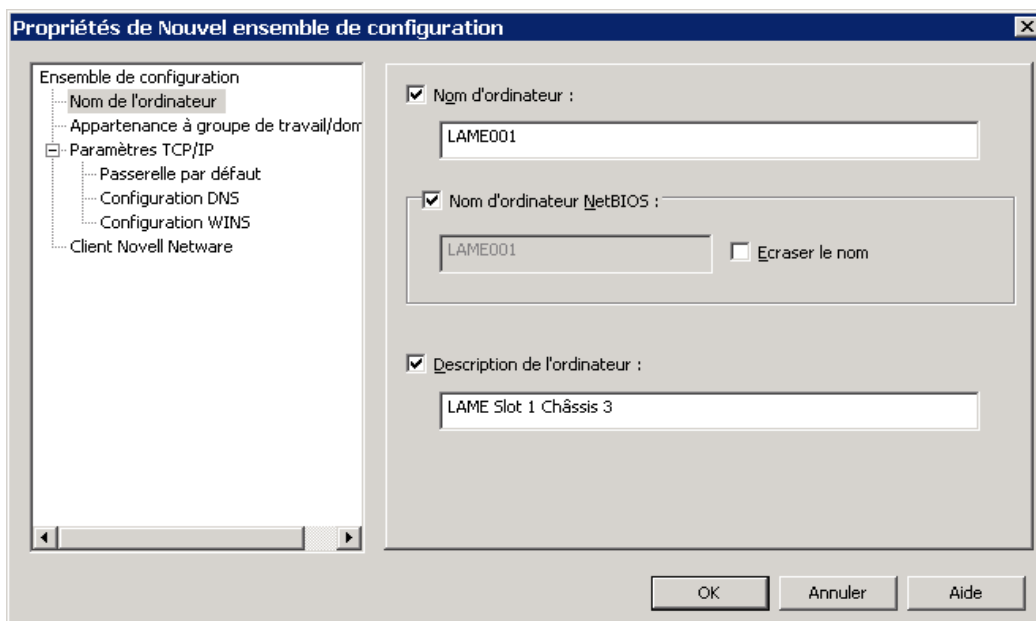 Propriétés de Nouvel ensemble de configuration
Ensemble de configuration
Nom de l'ordinateur
Appartenance à groupe de travail/dom
Paramètres TCP/IP
Passerelle par défaut
Configuration DNS
Configuration WINS
Client Novell Netware
Nom d'ordinateur :
LAME001
Nom d'ordinateur NetBIOS :
LAME001
Ecraser le nom
Description de l'ordinateur :
LAME Slot 1 Châssis 3
OK
Annuler
Aide